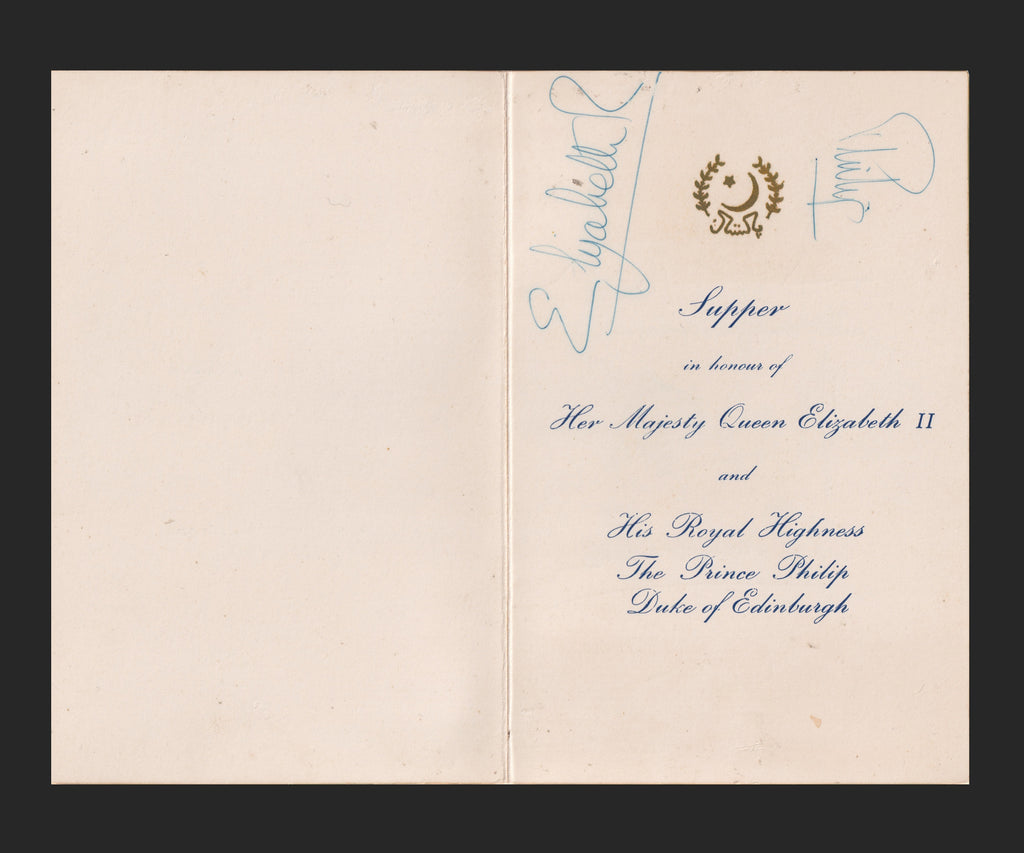 Elizabeth R
Philip
پاکستان
Supper
in honour of
Her Majesty Queen Elizabeth II
and
His Royal Highness
The Prince Philip
Duke of Edinburgh